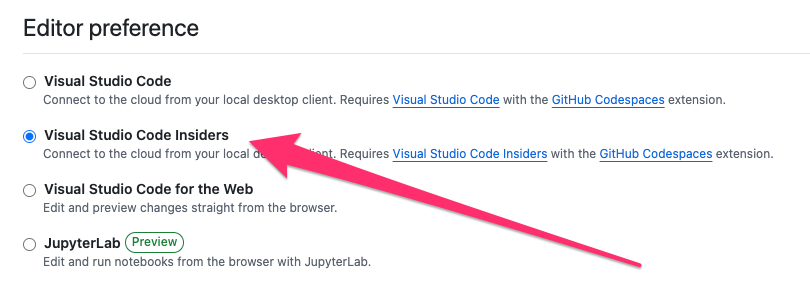 Editor preference
Visual Studio Code
Connect to the cloud from your local desktop client. Requires Visual Studio Code with the GitHub Codespaces extension.
Visual Studio Code Insiders
Connect to the cloud from your local client. Requires Visual Studio Code Insiders with the GitHub Codespaces extension.
Visual Studio Code for the Web
Edit and preview changes straight from the browser.
JupyterLab Preview
Edit and run notebooks from the browser with JupyterLab.